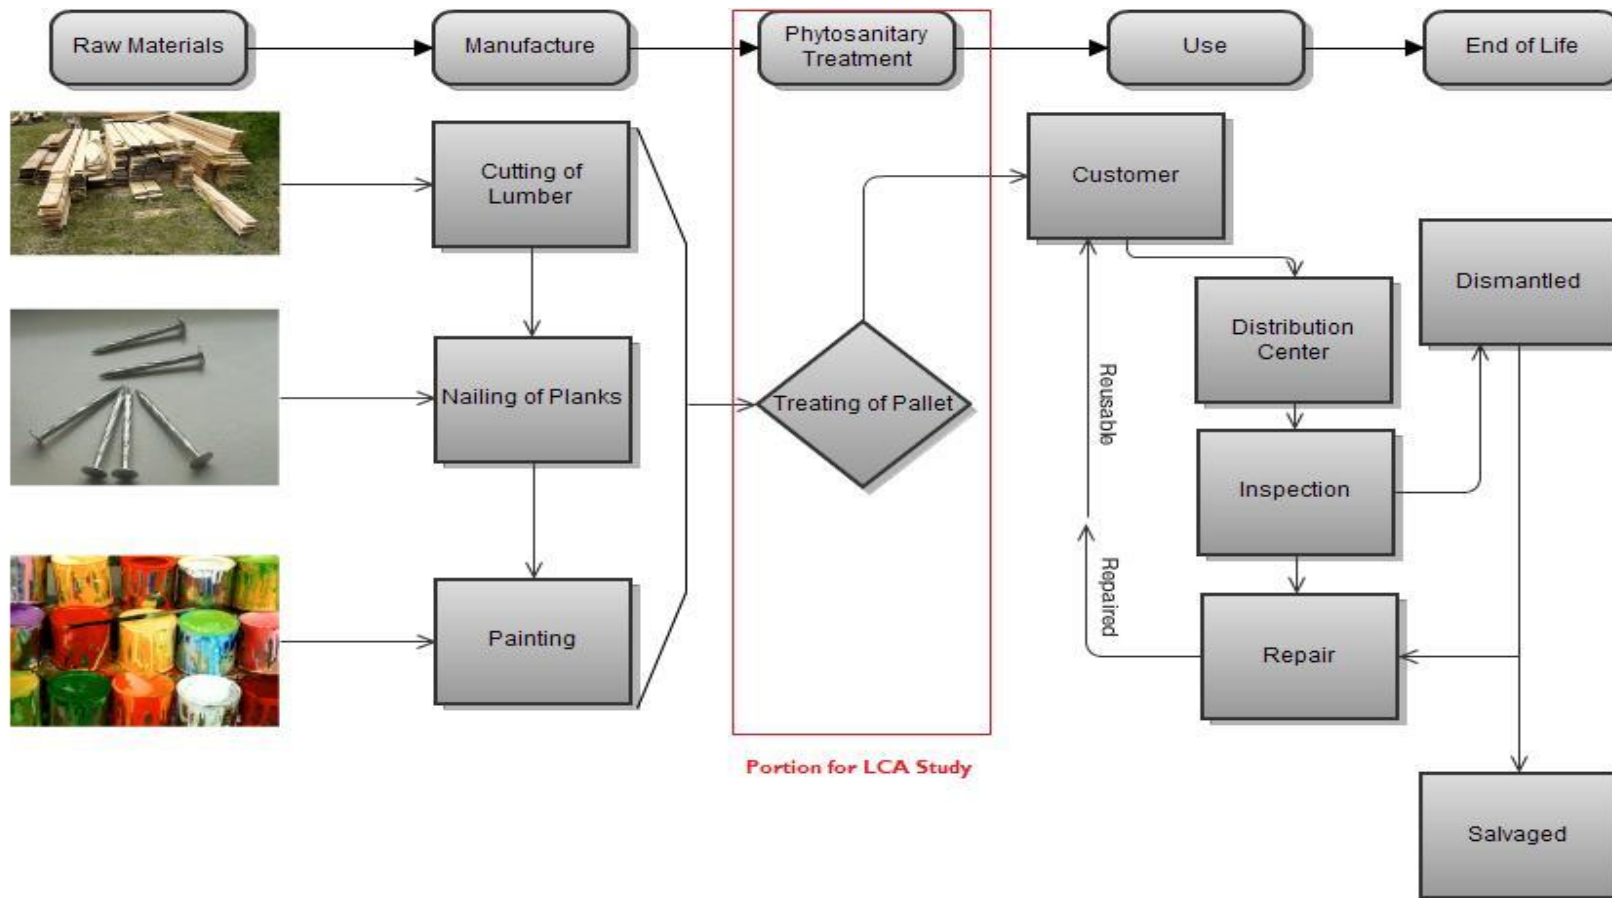 Raw Materials
Manufacture
Phytosanitary
Treatment
Use
End of Life
Cutting of
Lumber
Customer
Dismantled
Distribution
Center
Nailing of Planks
Treating of Pallet
Reusable
Inspection
Repaired
Painting
Repair
Portion for LCA Study
Salvaged